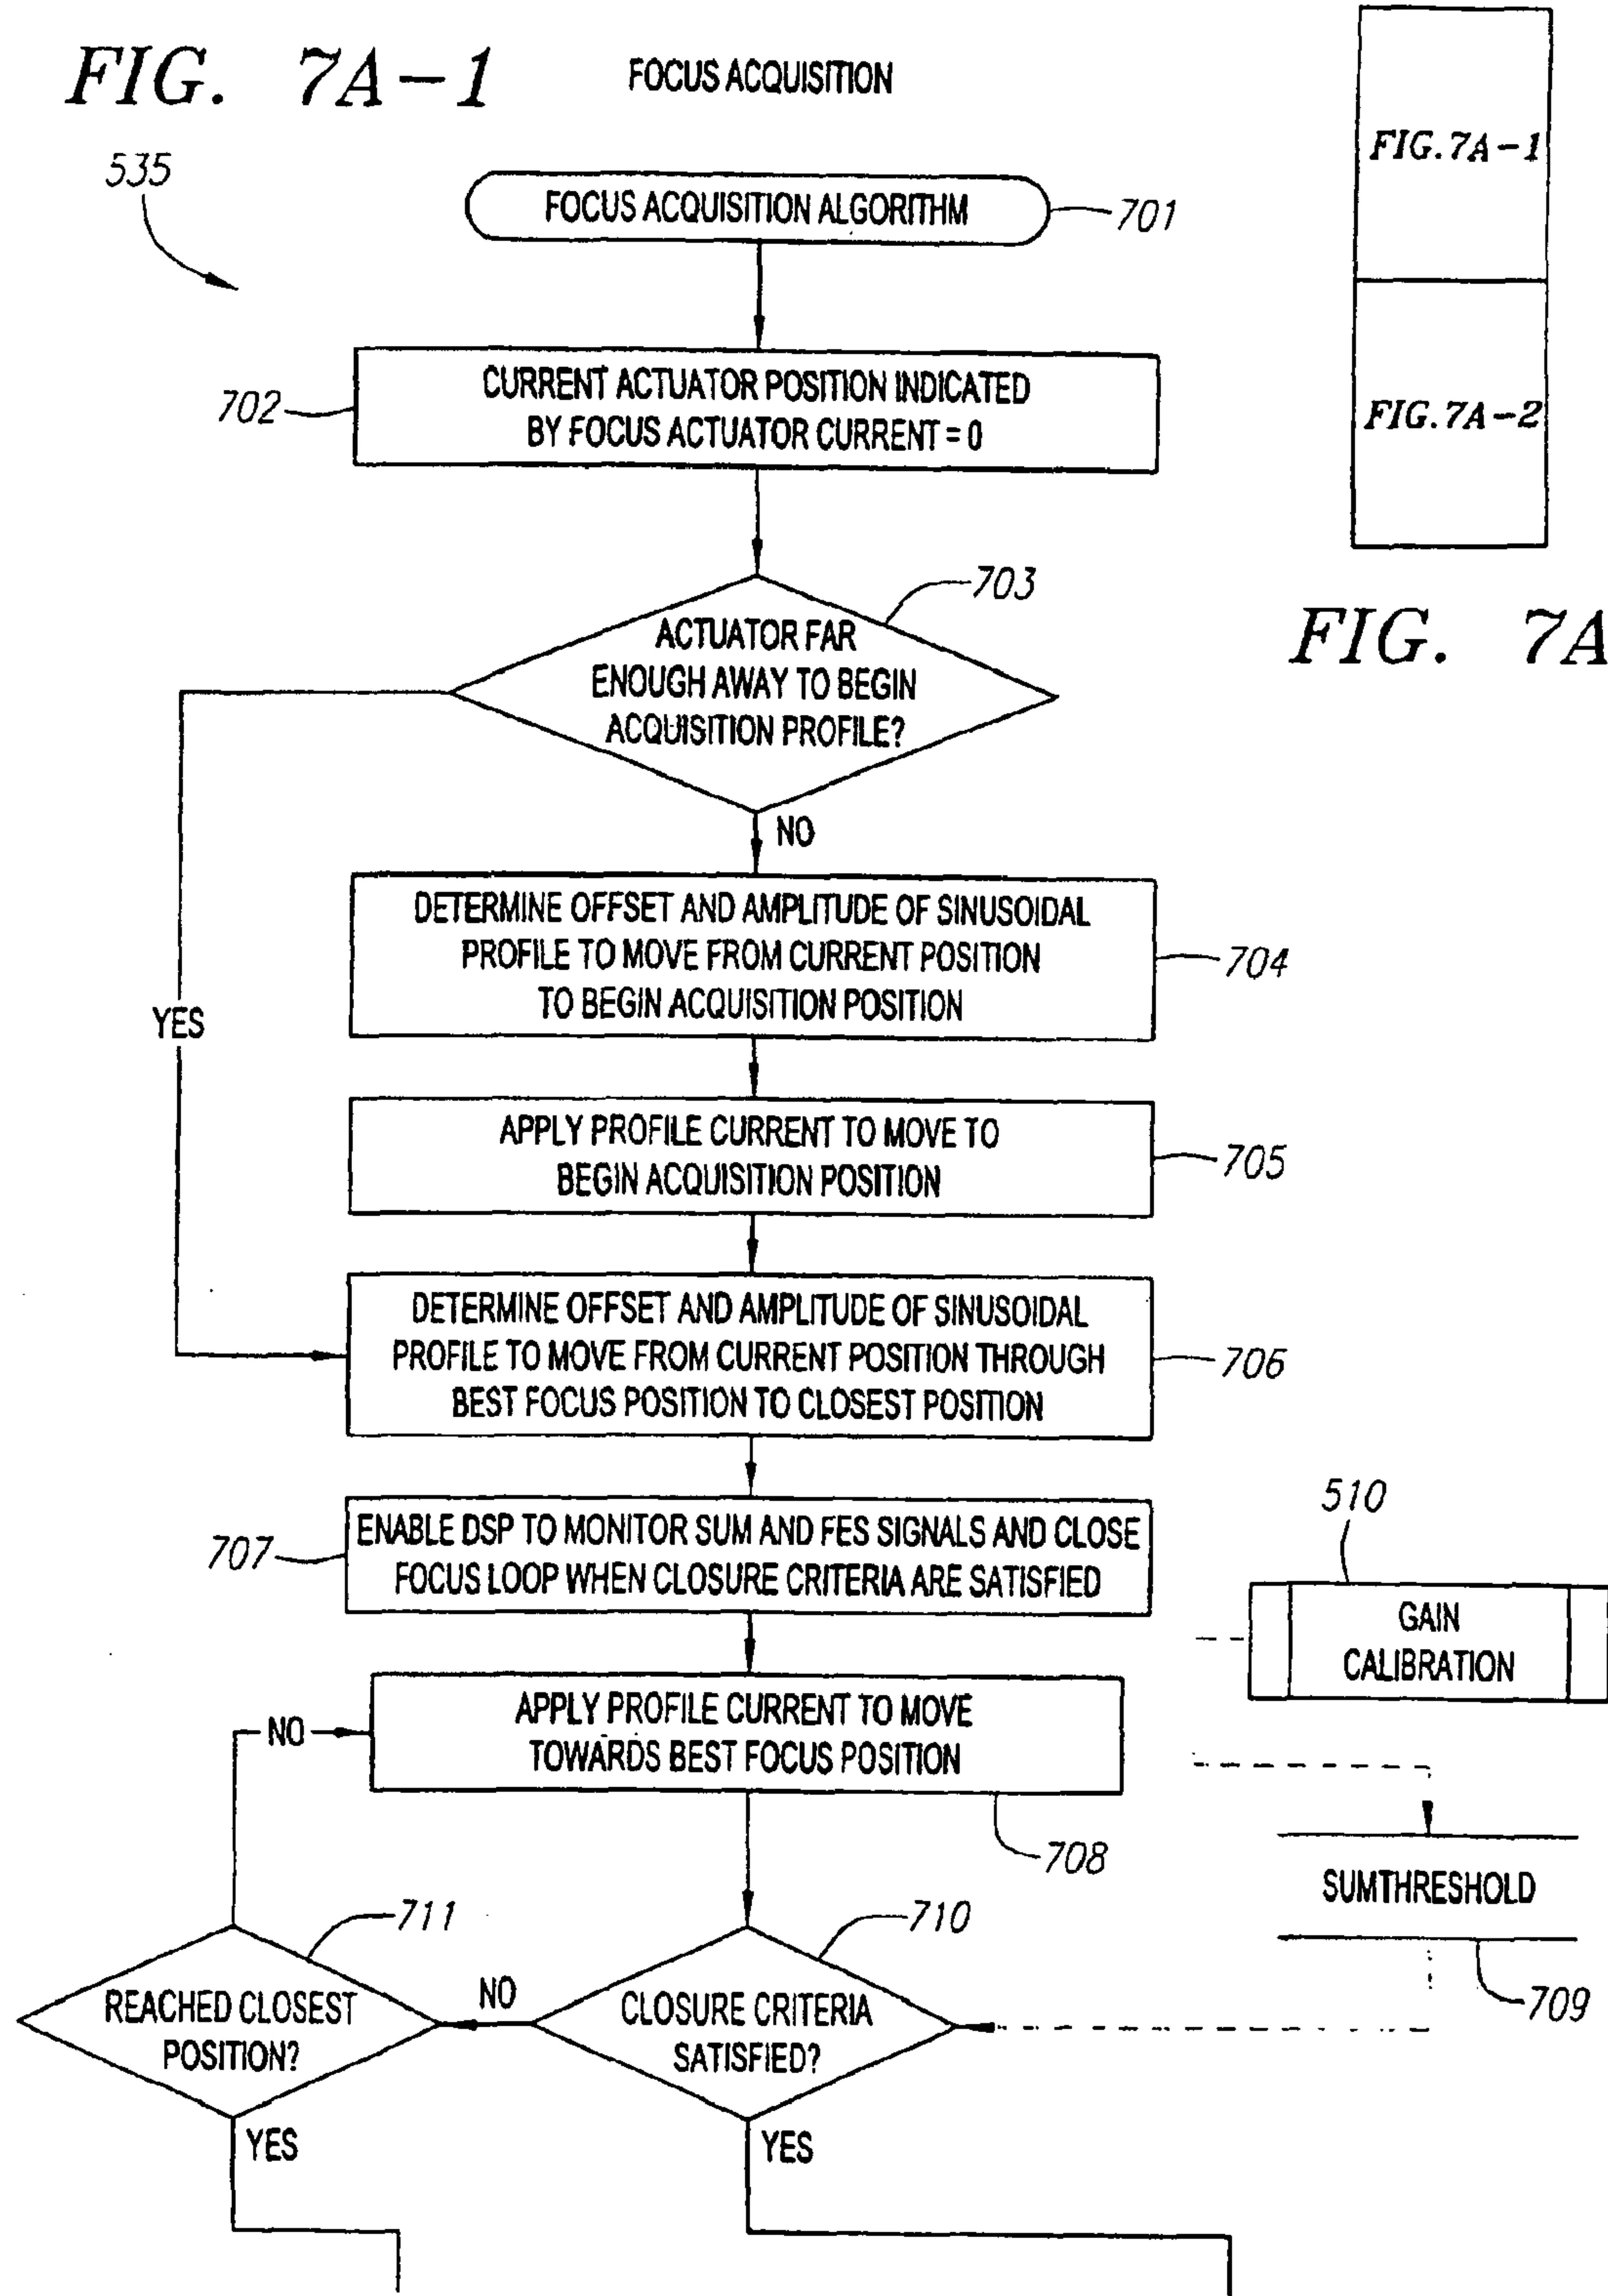 FIG. 7A-1
FOCUS ACQUISITION
FIG.7A-1
FIG.7A-2
FIG. 7A
535
FOCUS ACQUISITION ALGORITHM
701
CURRENT ACTUATOR POSITION INDICATED
BY FOCUS ACTUATOR CURRENT = 0
702
703
ACTUATOR FAR
ENOUGH AWAY TO BEGIN
ACQUISITION PROFILE?
NO
YES
DETERMINE OFFSET AND AMPLITUDE OF SINUSOIDAL
PROFILE TO MOVE FROM CURRENT POSITION
TO BEGIN ACQUISITION POSITION
704
APPLY PROFILE CURRENT TO MOVE TO
BEGIN ACQUISITION POSITION
705
DETERMINE OFFSET AND AMPLITUDE OF SINUSOIDAL
PROFILE TO MOVE FROM CURRENT POSITION THROUGH
BEST FOCUS POSITION TO CLOSEST POSITION
706
707
ENABLE DSP TO MONITOR SUM AND FES SIGNALS AND CLOSE
FOCUS LOOP WHEN CLOSURE CRITERIA ARE SATISFIED
510
GAIN
CALIBRATION
NO
APPLY PROFILE CURRENT TO MOVE
TOWARDS BEST FOCUS POSITION
708
SUMTHRESHOLD
709
711
REACHED CLOSEST
POSITION?
NO
710
CLOSURE CRITERIA
SATISFIED?
YES
YES